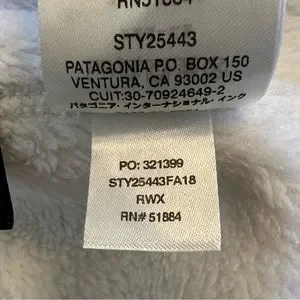 RN51884
STY25443
PATAGONIA P.O. BOX 150
VENTURA, CA 93002 US
CUIT:30-70924649-2
パタゴニア・インターナショナル・インク
PO: 321399
STY25443FA18
RWX
RN# 51884